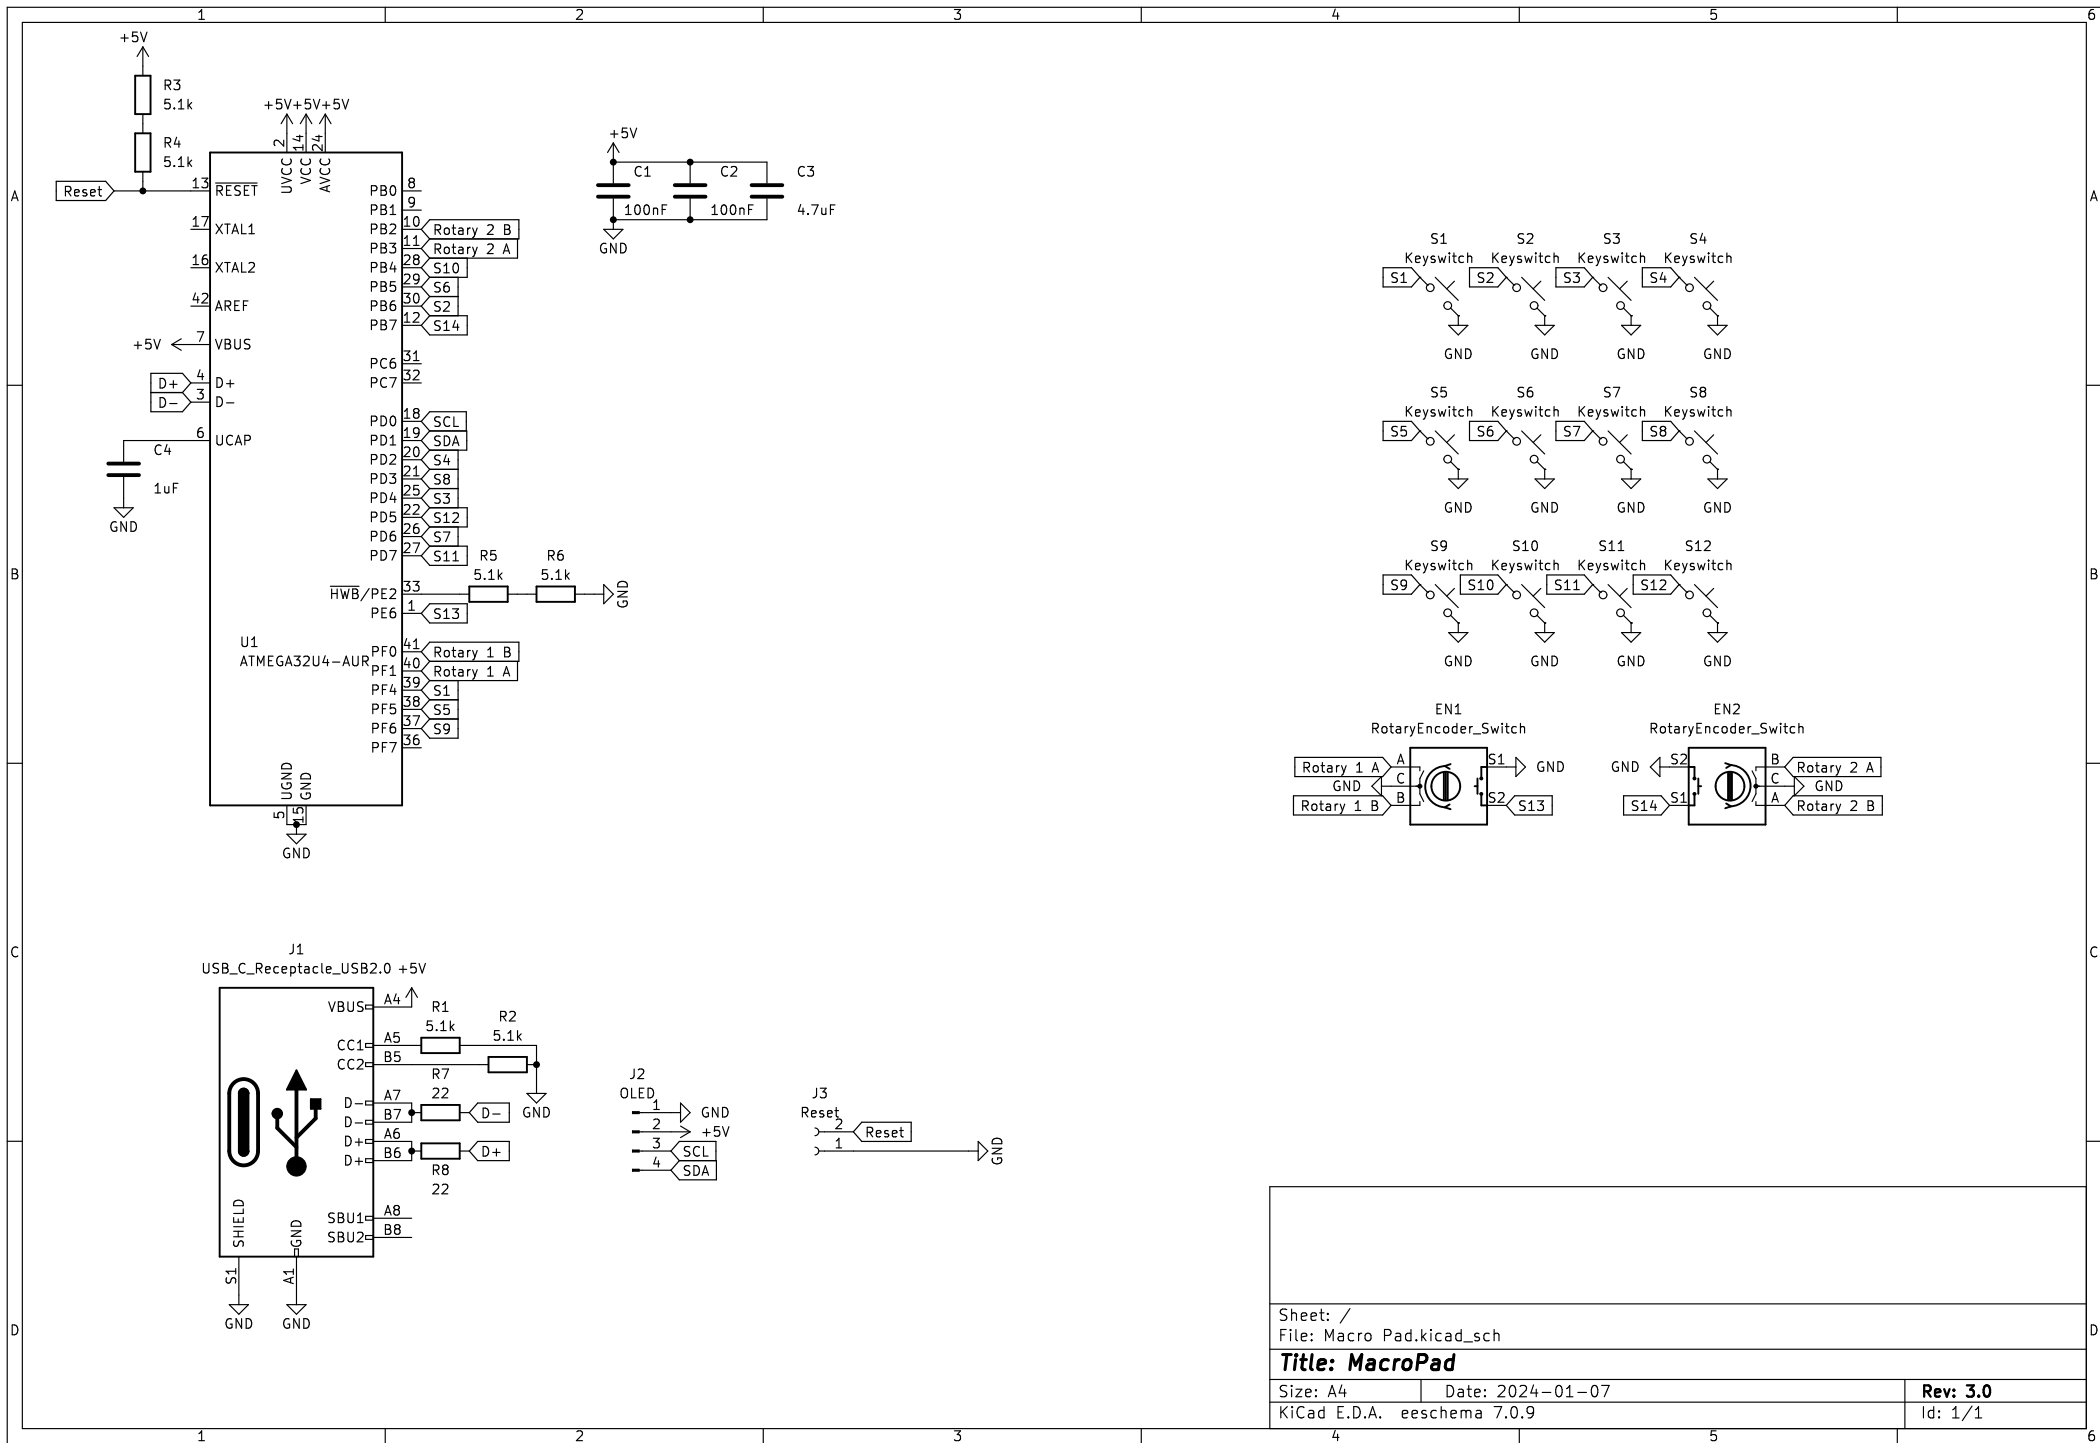 1 2 3 4 5 6
A
B
C
D
+5V
R3
5.1k
R4
5.1k
Reset
+5V+5V+5V
2 14 24
UVCC VCC AVCC
13 RESET
17 XTAL1
16 XTAL2
42 AREF
+5V 7 VBUS
D+ 4 D+
D- 3 D-
6 UCAP
C4
1uF
GND
PB0 8
PB1 9
PB2 10 Rotary 2 B
PB3 11 Rotary 2 A
PB4 28 S10
PB5 29 S6
PB6 30 S2
PB7 12 S14
PC6 31
PC7 32
PD0 18 SCL
PD1 19 SDA
PD2 20 S4
PD3 21 S8
PD4 25 S3
PD5 22 S12
PD6 26 S7
PD7 27 S11
HWB/PE2 33
R5
5.1k
R6
5.1k
GND
PE6 1 S13
U1
ATMEGA32U4-AUR
PF0 41 Rotary 1 B
PF1 40 Rotary 1 A
PF4 39 S1
PF5 38 S5
PF6 37 S9
PF7 36
UGND GND
5 15
GND
+5V
C1
100nF
C2
100nF
C3
4.7uF
GND
S1 S2 S3 S4
Keyswitch Keyswitch Keyswitch Keyswitch
S1 S2 S3 S4
GND GND GND GND
S5 S6 S7 S8
Keyswitch Keyswitch Keyswitch Keyswitch
S5 S6 S7 S8
GND GND GND GND
S9 S10 S11 S12
Keyswitch Keyswitch Keyswitch Keyswitch
S9 S10 S11 S12
GND GND GND GND
EN1
RotaryEncoder_Switch
Rotary 1 A A S1 GND
GND C
Rotary 1 B B S2 S13
EN2
RotaryEncoder_Switch
GND S2 B Rotary 2 A
C GND
S14 S1 A Rotary 2 B
J1
USB_C_Receptacle_USB2.0 +5V
VBUS A4
CC1 A5
CC2 B5
R1
5.1k
R2
5.1k
GND
D- A7
D- B7
R7
22
D-
D+ A6
D+ B6
D+
R8
22
SBU1 A8
SBU2 B8
SHIELD GND
S1 A1
GND GND
J2
OLED
1 GND
2 +5V
3 SCL
4 SDA
J3
Reset
2 Reset
1 GND
Sheet: /
File: Macro Pad.kicad_sch
Title: MacroPad
Size: A4 Date: 2024-01-07 Rev: 3.0
KiCad E.D.A. eeschema 7.0.9 Id: 1/1
A
B
C
D
1 2 3 4 5 6